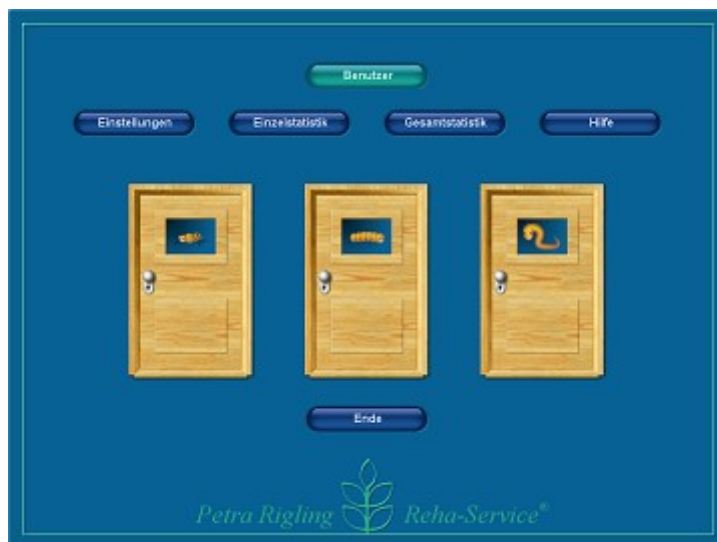 Benutzer
Einstellungen Einzelstatistik Gesamtstatistik Hilfe
Ende
Petra Rigling Reha-Service®